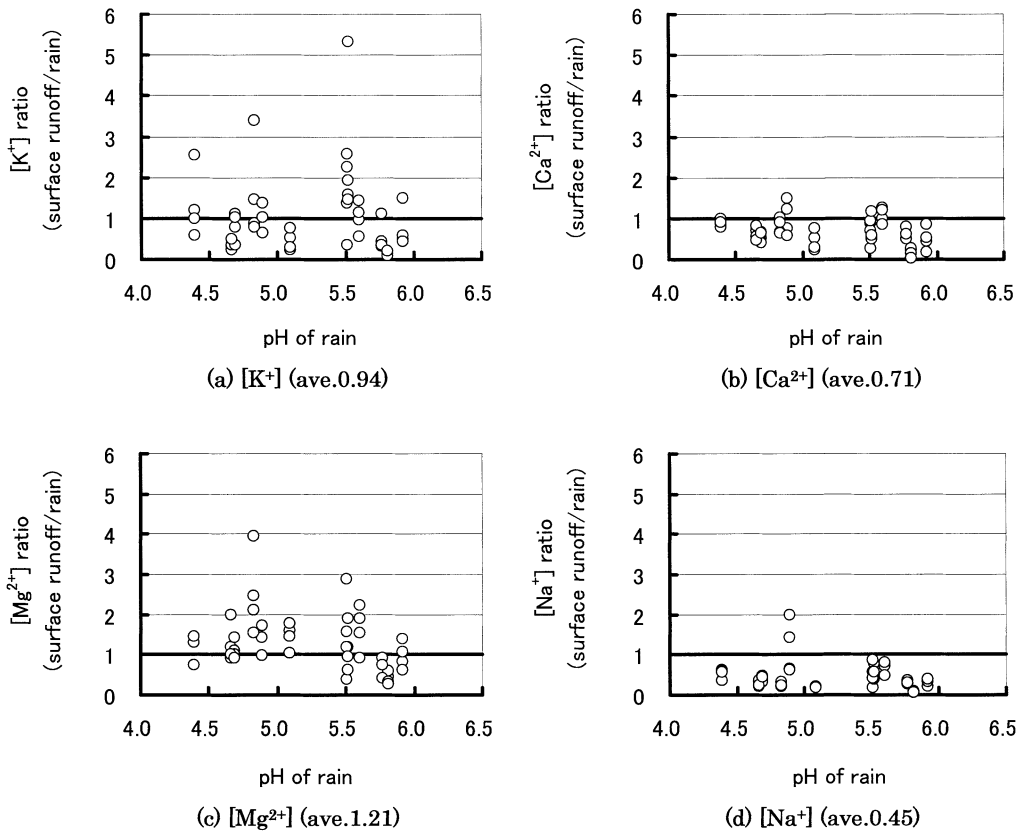 6
5
4
3
2
1
0
4.0 4.5 5.0 5.5 6.0 6.5
[K⁺] ratio
(surface runoff/rain)
pH of rain
(a) [K⁺] (ave.0.94)
6
5
4
3
2
1
0
4.0 4.5 5.0 5.5 6.0 6.5
[Ca²⁺] ratio
(surface runoff/rain)
pH of rain
(b) [Ca²⁺] (ave.0.71)
6
5
4
3
2
1
0
4.0 4.5 5.0 5.5 6.0 6.5
[Mg²⁺] ratio
(surface runoff/rain)
pH of rain
(c) [Mg²⁺] (ave.1.21)
6
5
4
3
2
1
0
4.0 4.5 5.0 5.5 6.0 6.5
[Na⁺] ratio
(surface runoff/rain)
pH of rain
(d) [Na⁺] (ave.0.45)